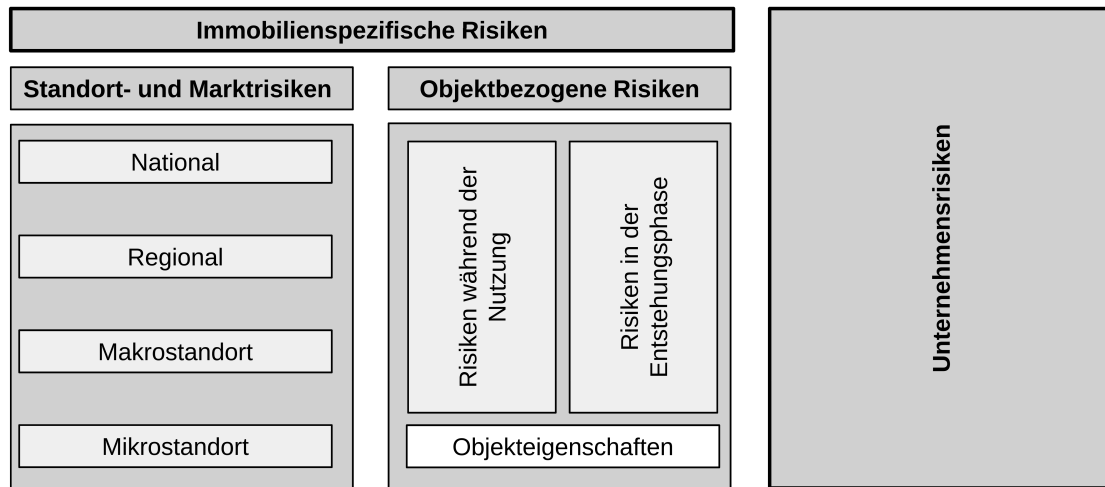 Immobilienspezifische Risiken
Standort- und Marktrisiken
National
Regional
Makrostandort
Mikrostandort
Objektbezogene Risiken
Risiken während der
Nutzung
Risiken in der
Entstehungsphase
Objekteigenschaften
Unternehmensrisiken